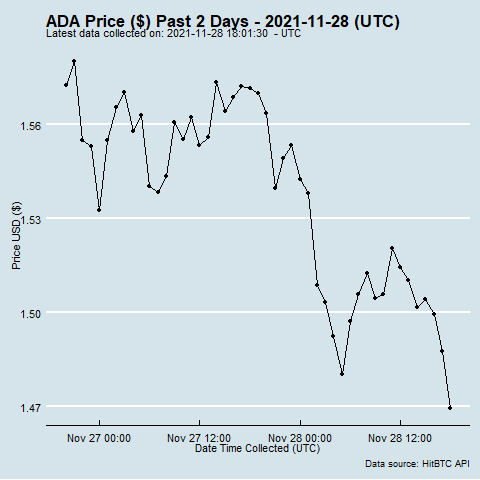 ADA Price ($) Past 2 Days - 2021-11-28 (UTC)
Latest data collected on: 2021-11-28 18:01:30 - UTC
1.56
1.53
1.50
1.47
Price USD ($)
Nov 27 00:00 Nov 27 12:00 Nov 28 00:00 Nov 28 12:00
Date Time Collected (UTC)
Data source: HitBTC API